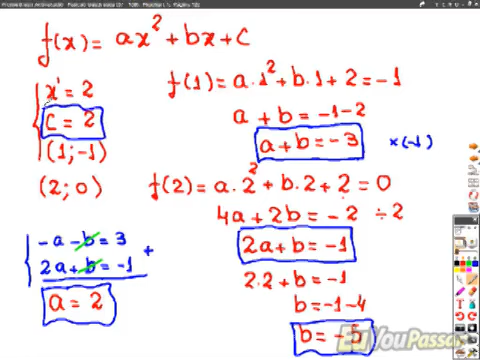 f(x) = ax² + bx + c
x' = 2
c = 2
(1; -1)
(2; 0)
-a - b = 3 +
2a + b = -1
a = 2
f(1) = a.1² + b.1 + 2 = -1
a + b = -1 - 2
a + b = -3 ×(-1)
f(2) = a.2² + b.2 + 2 = 0
4a + 2b = -2 ÷2
2a + b = -1
2.2 + b = -1
b = -1 - 4
b = -5
EuVouPassar